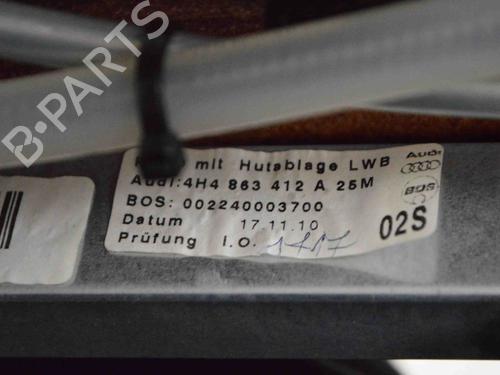 B·PARTS
mit Hutablage LWB
Audi:4H4 863 412 A 25M
BOS: 002240003700
Datum 17.11.10
Prüfung I.O.
Audi
BOS
02S